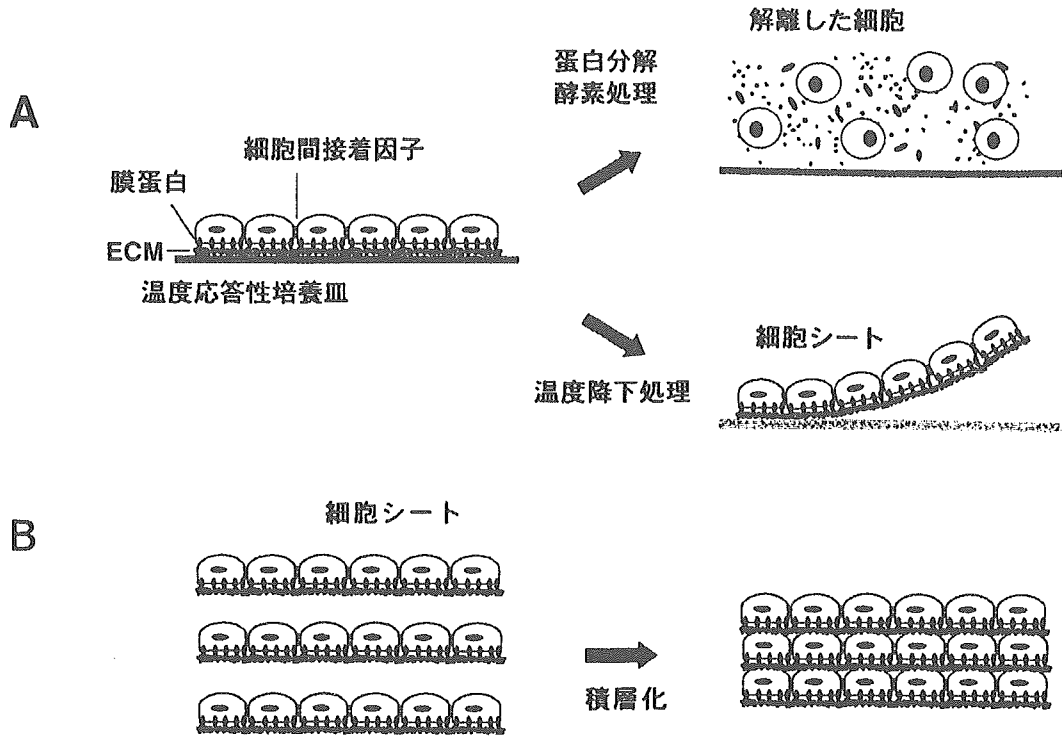 A
細胞間接着因子
膜蛋白
ECM
温度応答性培養皿
蛋白分解
酵素処理
解離した細胞
温度降下処理
細胞シート
B
細胞シート
積層化